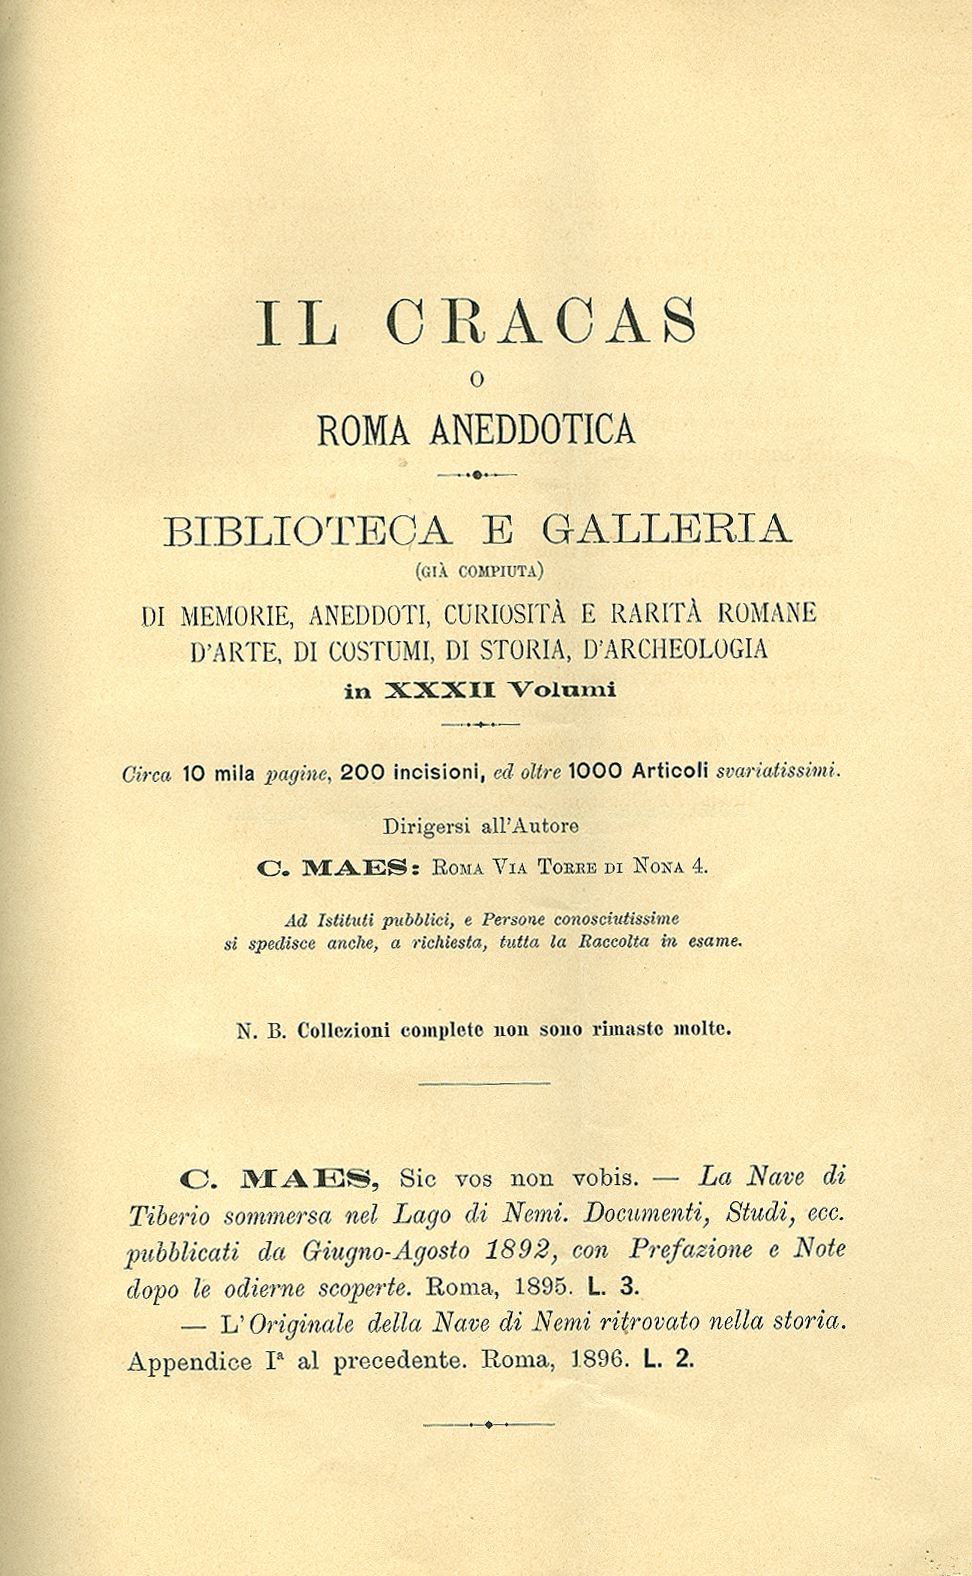 IL CRACAS
O
ROMA ANEDDOTICA
BIBLIOTECA E GALLERIA
(GIÀ COMPIUTA)
DI MEMORIE, ANEDDOTI, CURIOSITÀ E RARITÀ ROMANE
D'ARTE, DI COSTUMI, DI STORIA, D'ARCHEOLOGIA
in XXXII Volumi
Circa 10 mila pagine, 200 incisioni, ed oltre 1000 Articoli svariatissimi.
Dirigersi all'Autore
C. MAES: ROMA VIA TORRE DI NONA 4.
Ad Istituti pubblici, e Persone conosciutissime
si spedisce anche, a richiesta, tutta la Raccolta in esame.
N. B. Collezioni complete non sono rimaste molte.
C. MAES, Sic vos non vobis. — La Nave di
Tiberio sommersa nel Lago di Nemi. Documenti, Studi, ecc.
pubblicati da Giugno-Agosto 1892, con Prefazione e Note
dopo le odierne scoperte. Roma, 1895. L. 3.
— L'Originale della Nave di Nemi ritrovato nella storia.
Appendice Iª al precedente. Roma, 1896. L. 2.